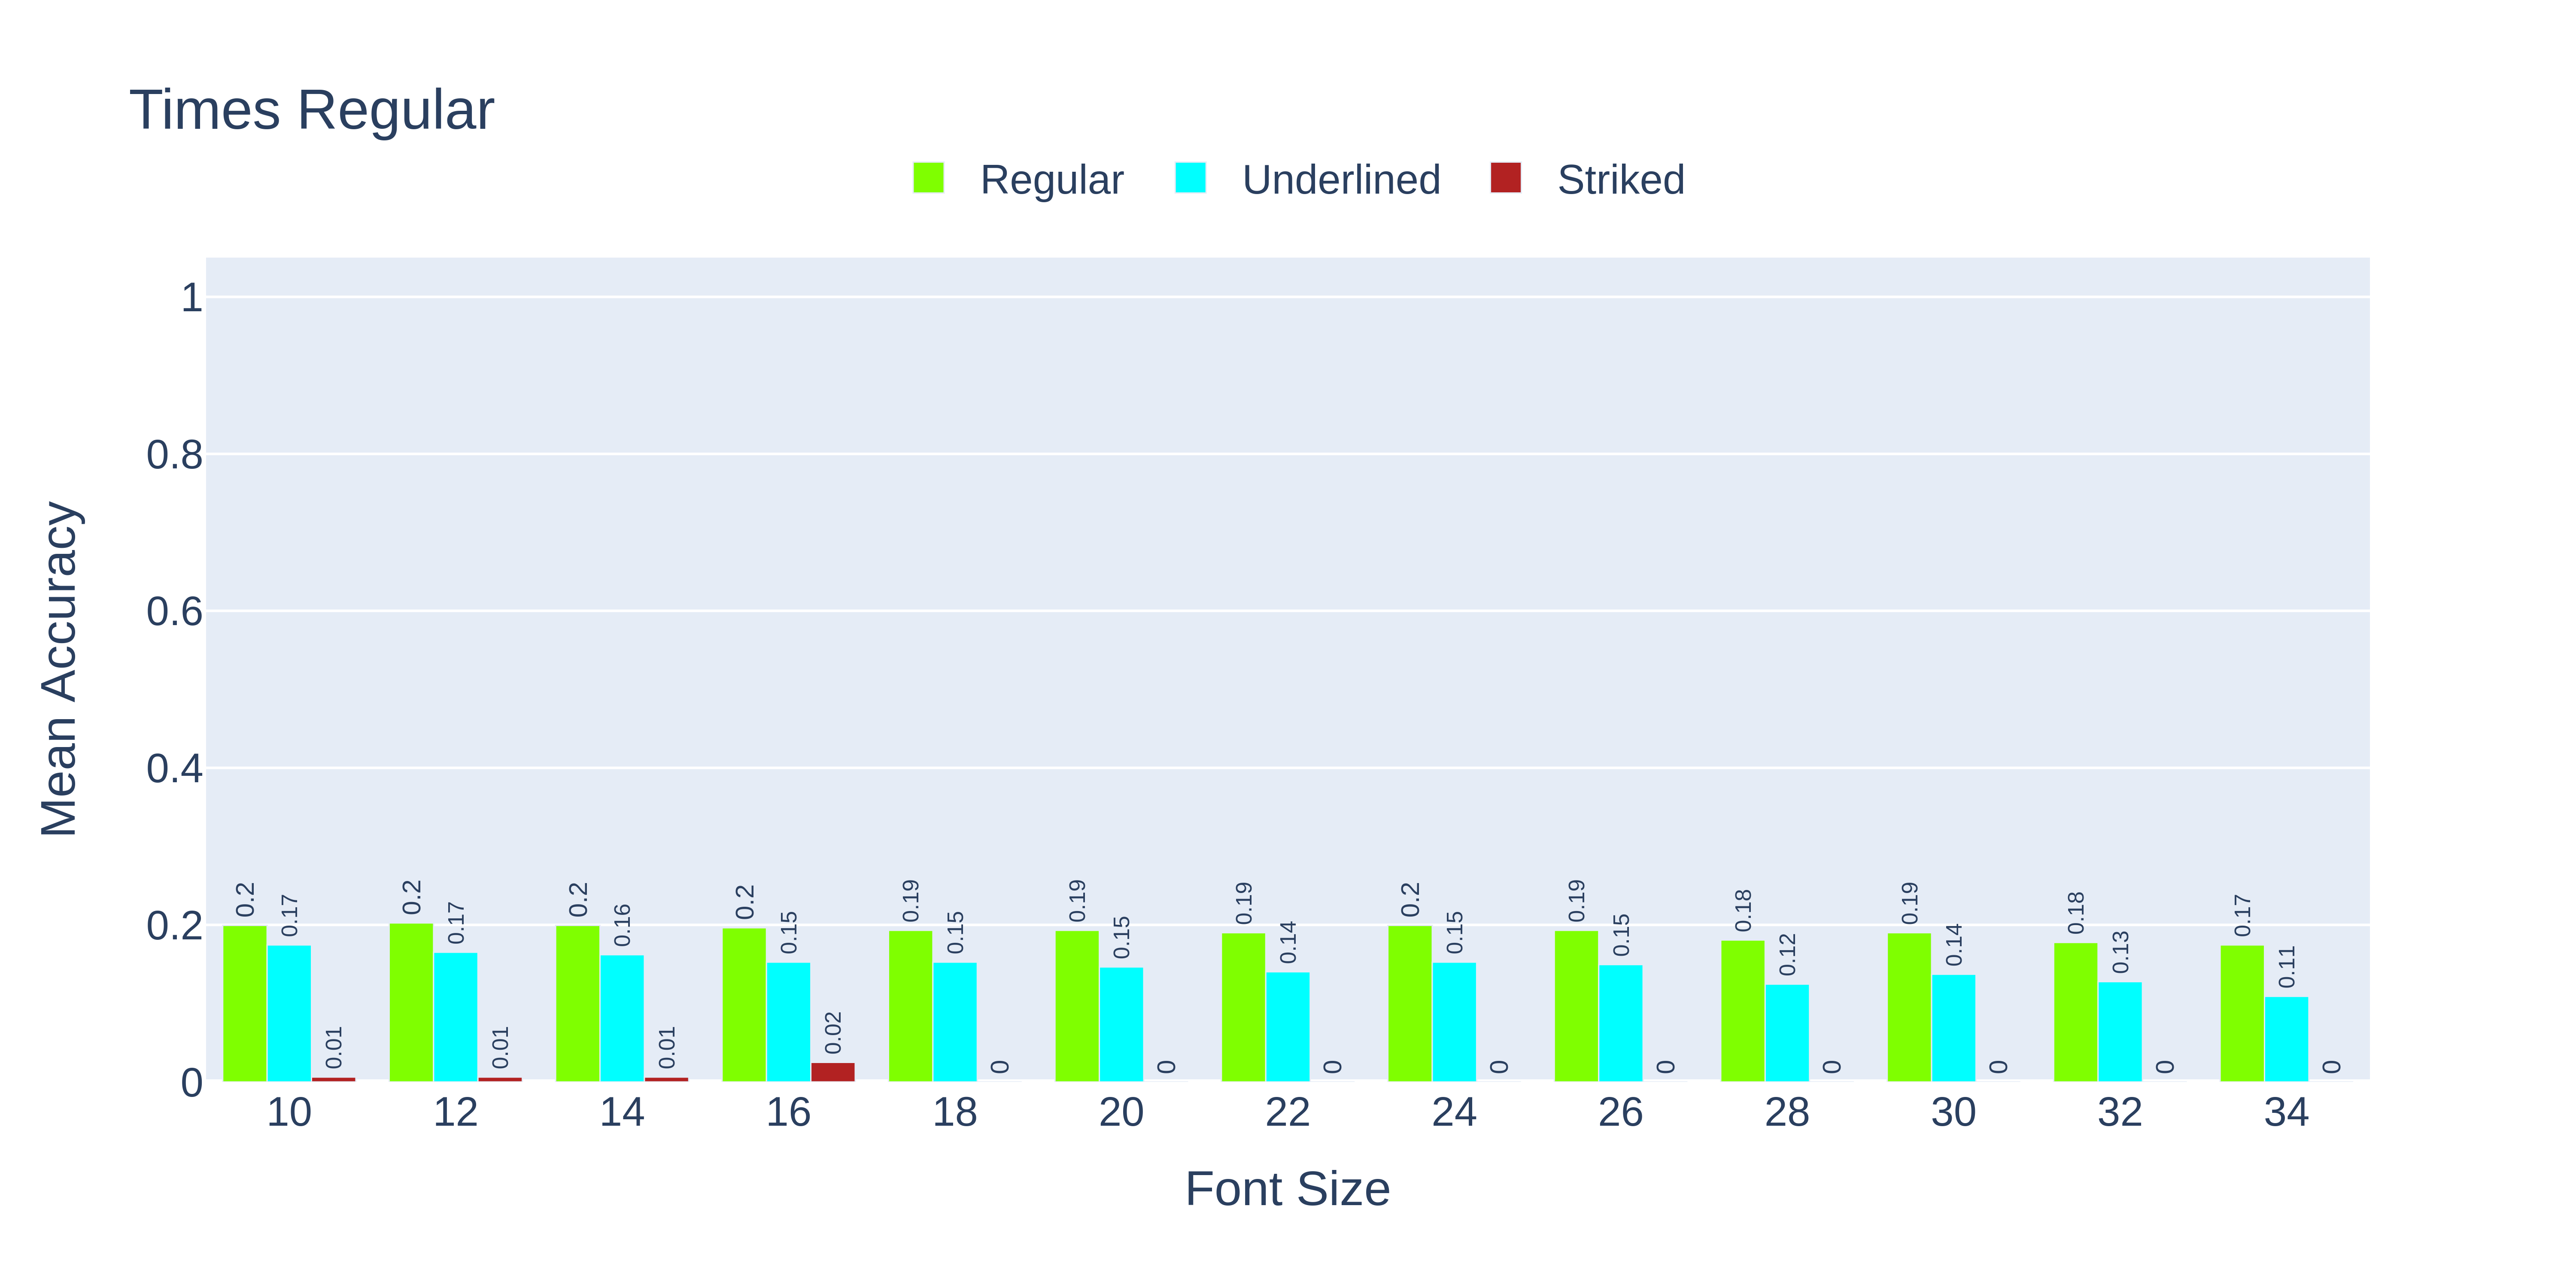 Times Regular
Regular Underlined Striked
Mean Accuracy
1
0.8
0.6
0.4
0.2
0
0.2 0.17 0.01 0.2 0.17 0.01 0.2 0.16 0.01 0.2 0.15 0.02 0.19 0.15 0 0.19 0.15 0 0.19 0.14 0 0.2 0.15 0 0.19 0.15 0 0.18 0.12 0 0.19 0.14 0 0.18 0.13 0 0.17 0.11 0
10 12 14 16 18 20 22 24 26 28 30 32 34
Font Size